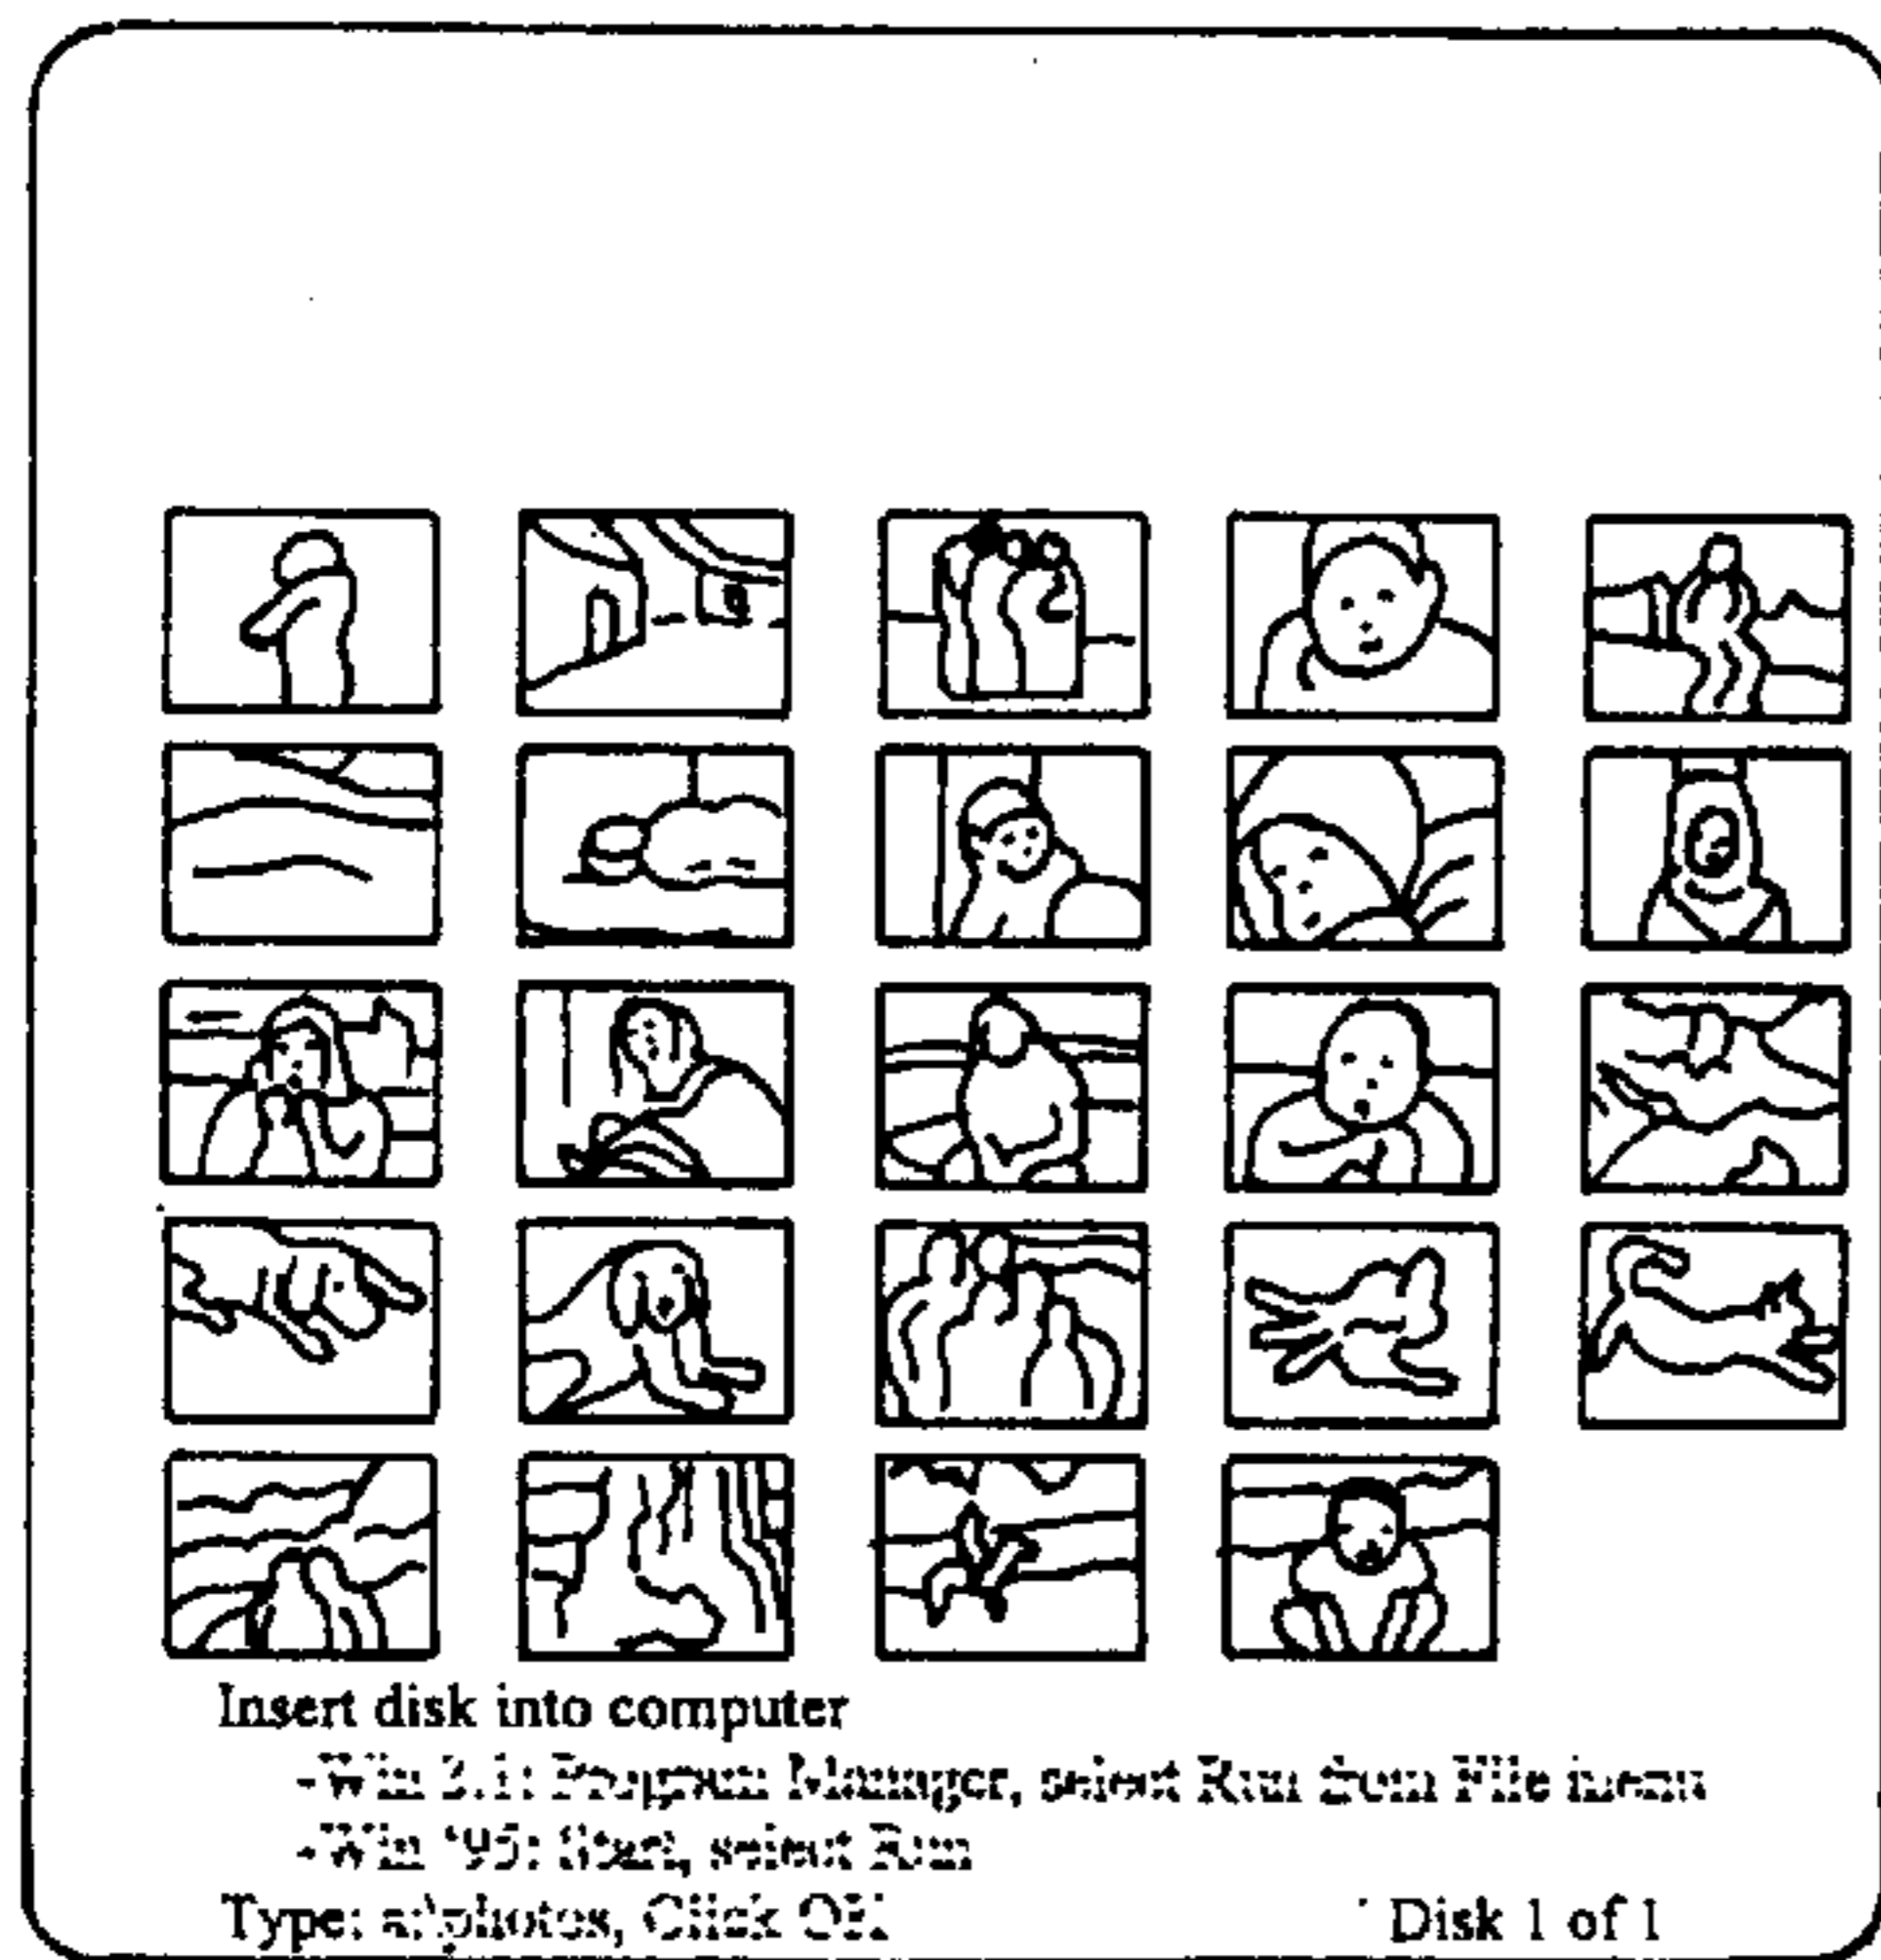 Insert disk into computer
-Win 3.1: Program Manager, select Run from File menu
-Win '95: Start, select Run
Type: a:\photos, Click OK
Disk 1 of 1